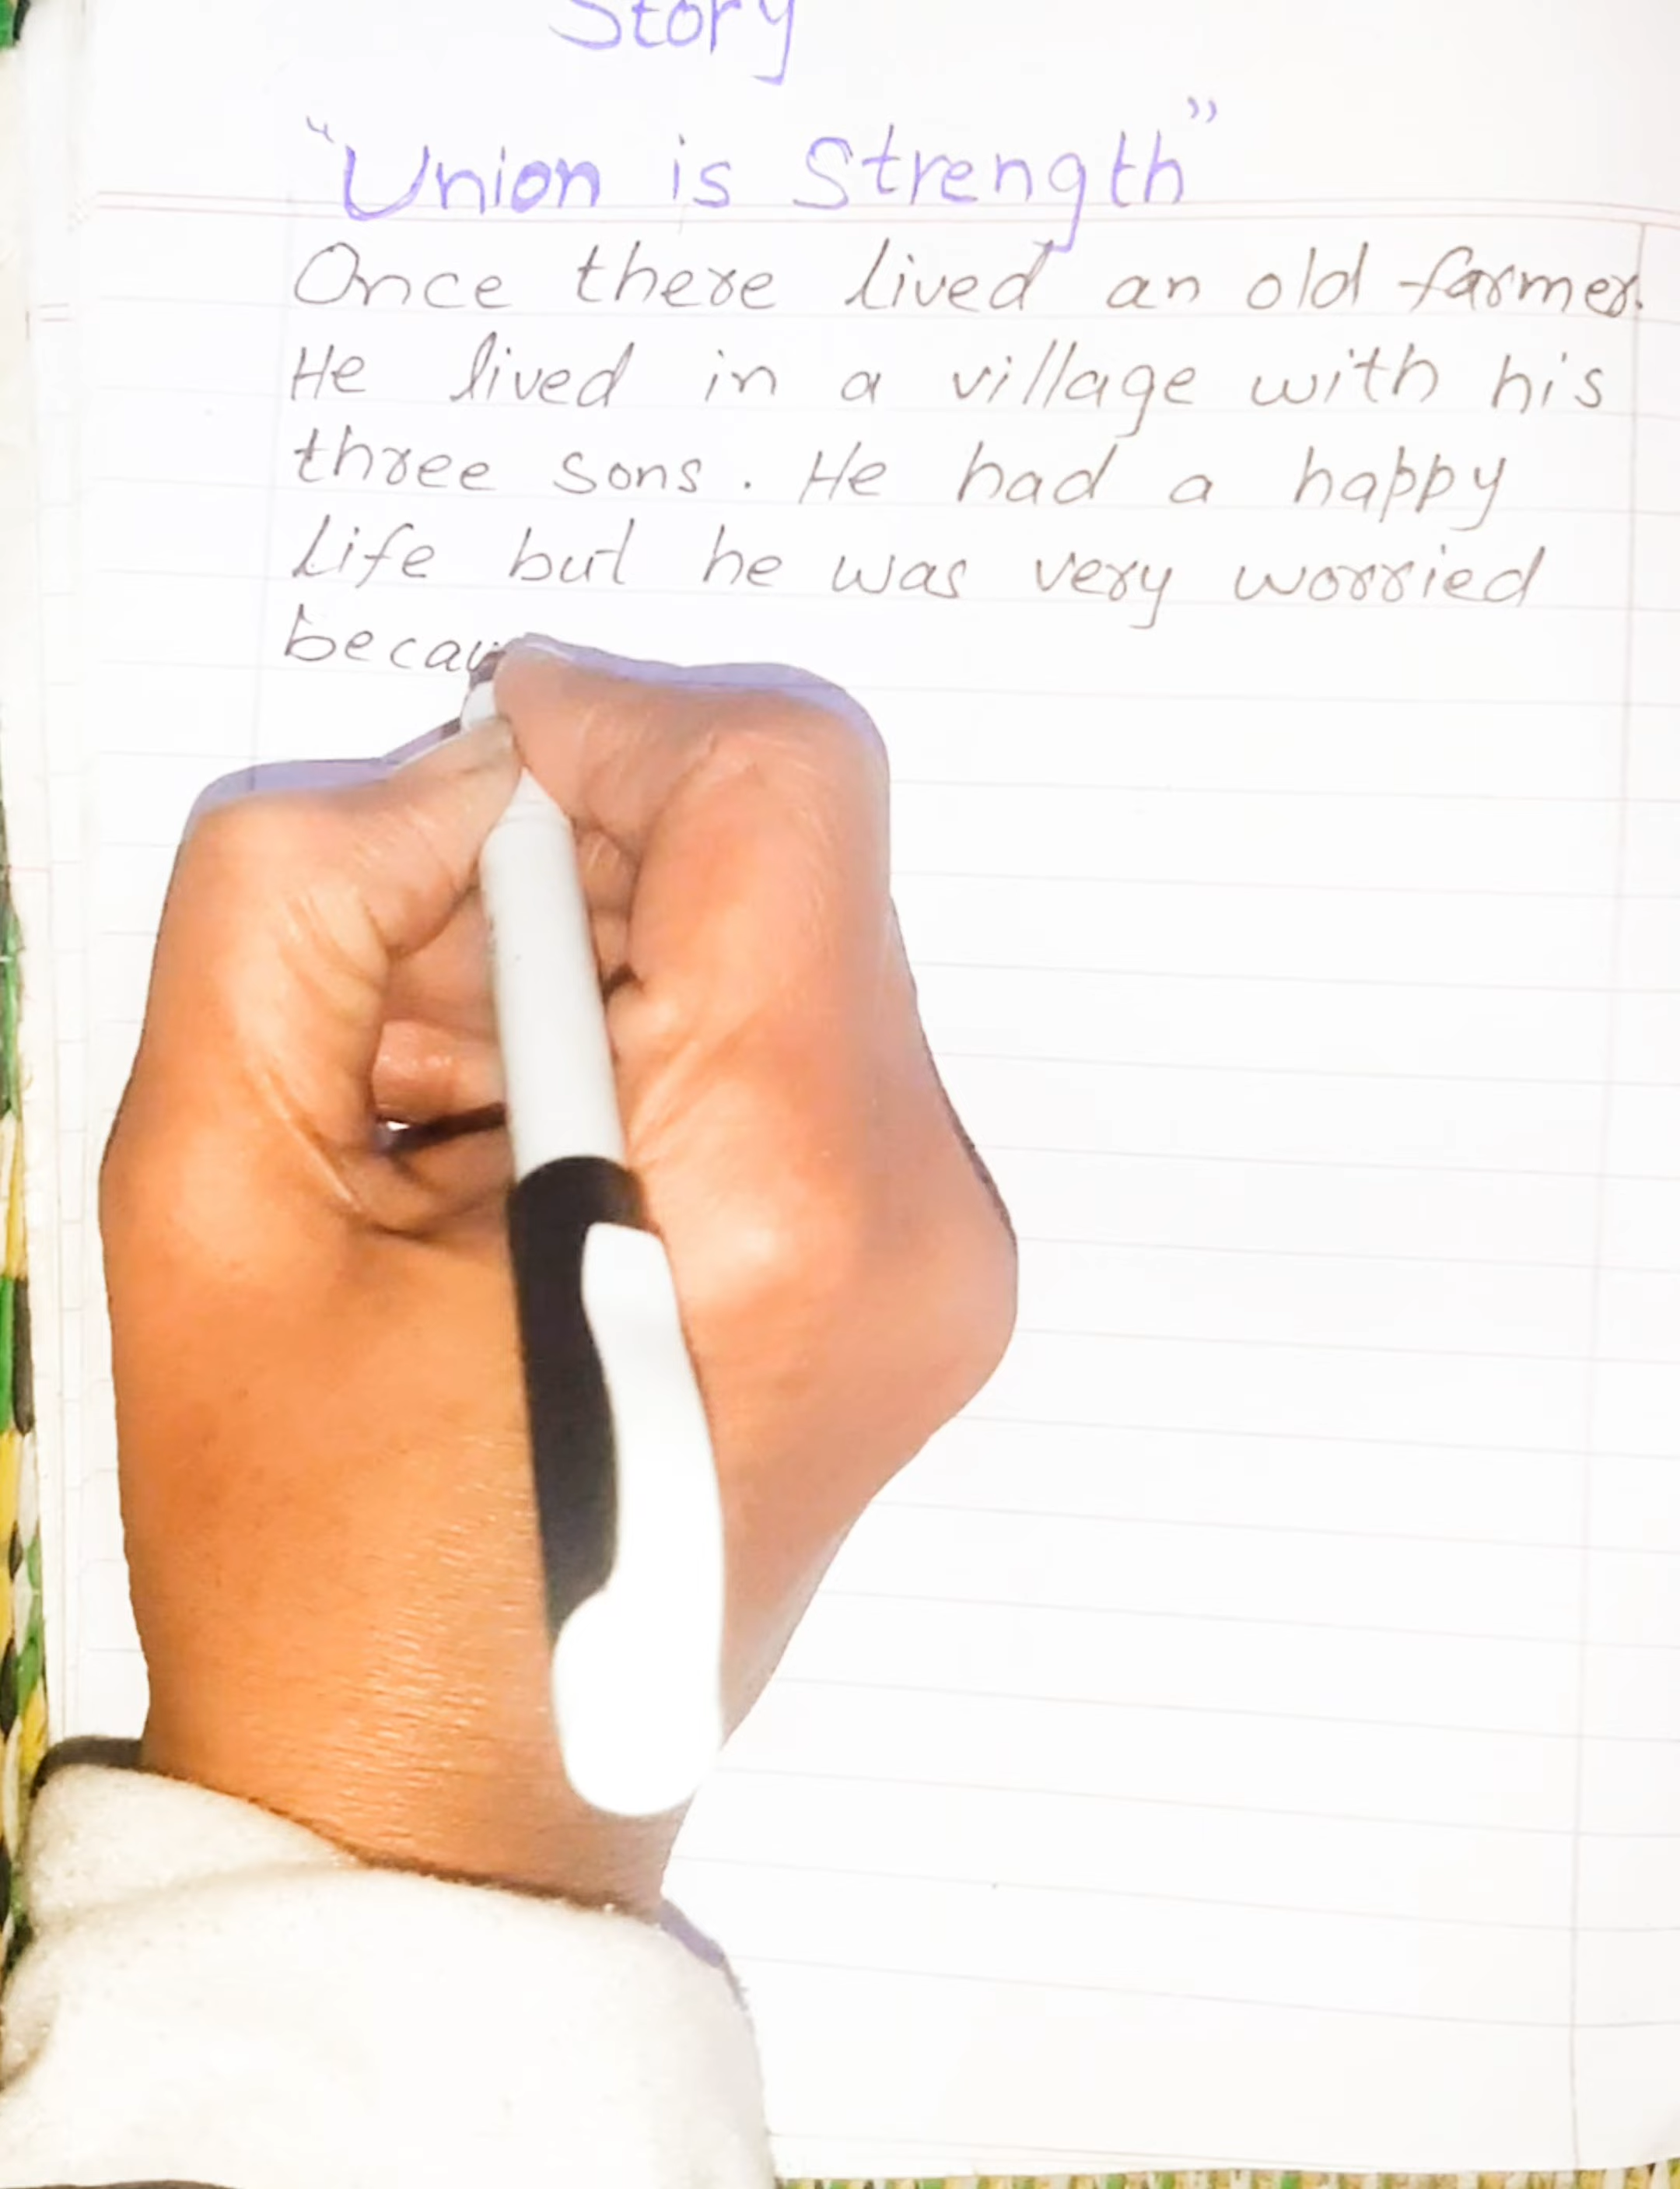 Story
"Union is Strength"
Once there lived an old farmer.
He lived in a village with his
three sons. He had a happy
Life but he was very worried
becau